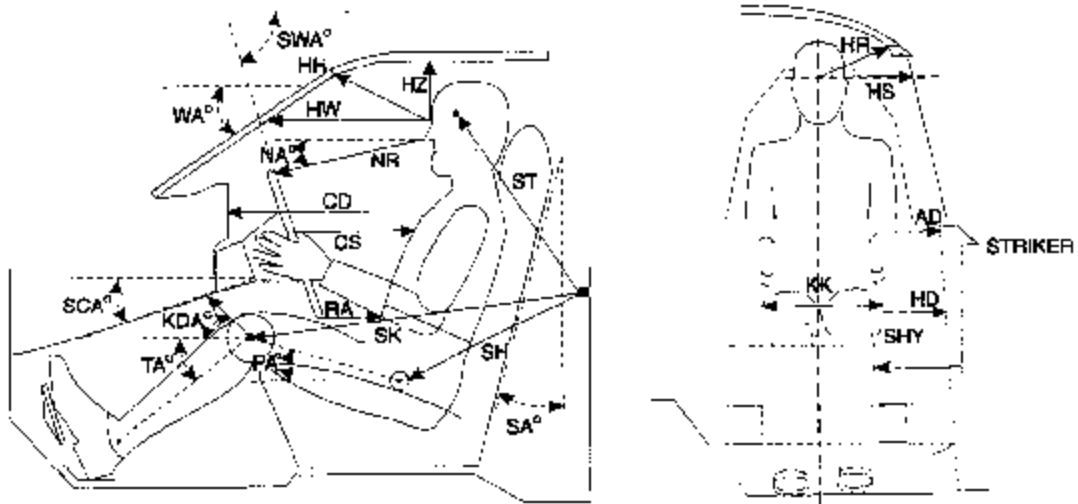 SWA°
HH
HZ
HR
HS
WA°
HW
NA°
NR
ST
CD
CS
AD
STRIKER
SCA°
KDA°
RA
SK
KK
HD
TA°
PA°
SH
SHY
SA°